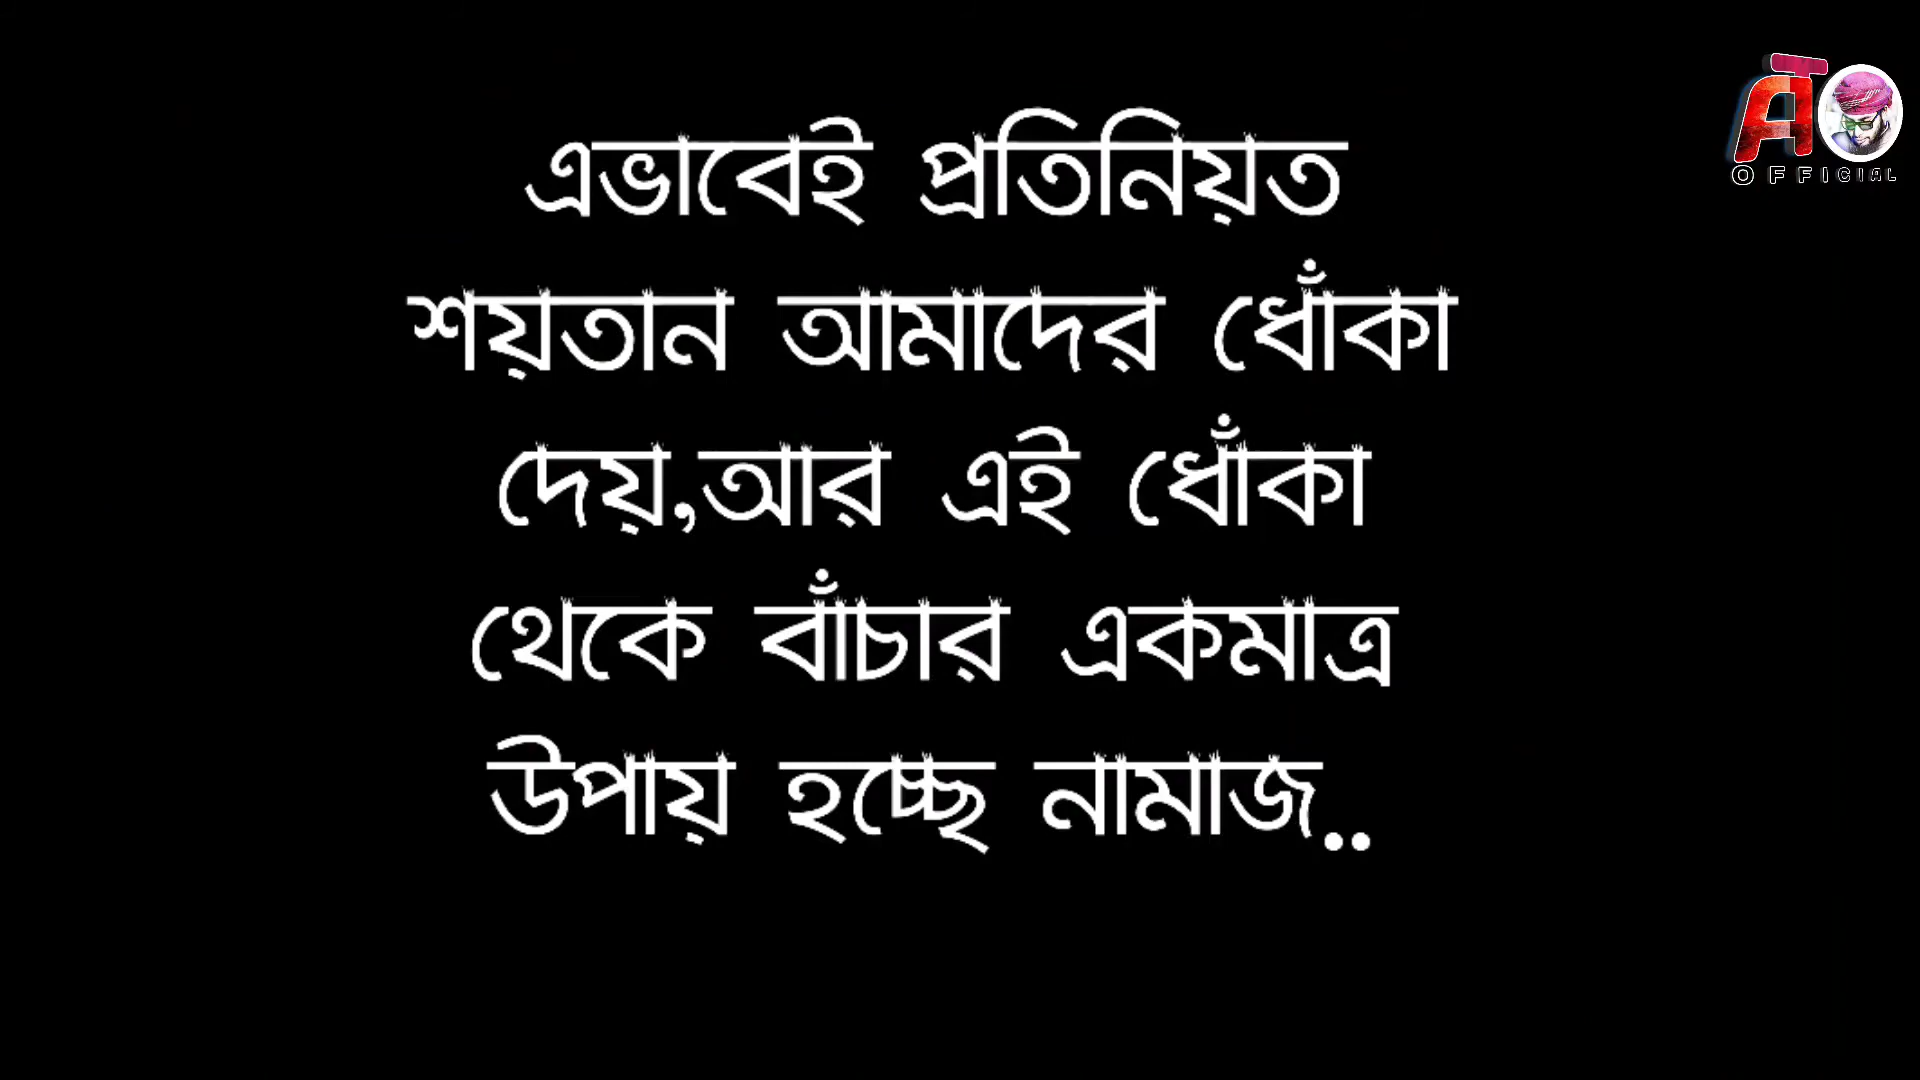 এভাবেই প্রতিনিয়ত
শয়তান আমাদের ধোঁকা
দেয়,আর এই ধোঁকা
থেকে বাঁচার একমাত্র
উপায় হচ্ছে নামাজ..
AT
OFFICIAL